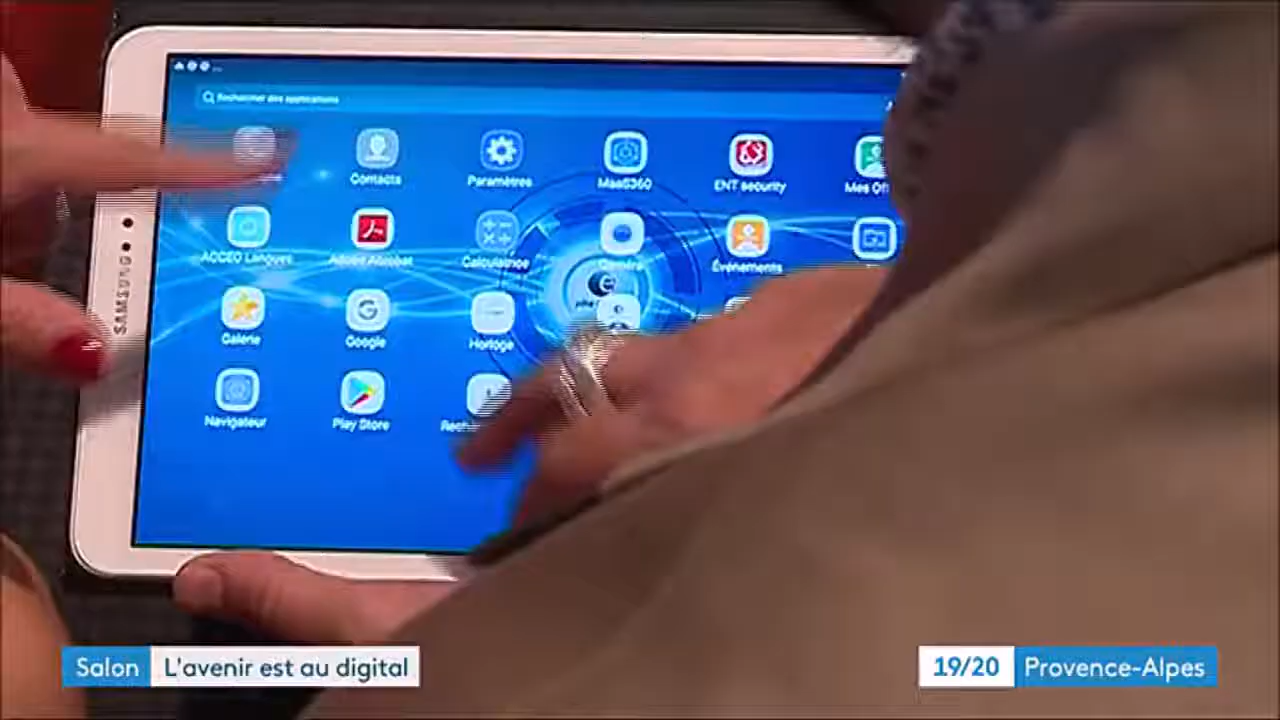 Rechercher des applications
Contacts
Paramètres
MaaS360
ENT security
Mes
ACCEO Langues
Adobe Acrobat
Calculatrice
Caméra
Événements
Galerie
Google
Horloge
Navigateur
Play Store
SAMSUNG
Salon L'avenir est au digital
19/20 Provence-Alpes